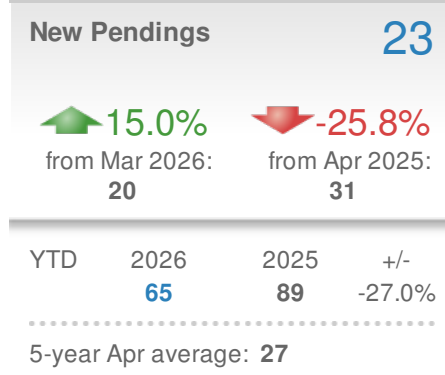 New Pendings 23
15.0% -25.8%
from Mar 2026: from Apr 2025:
20 31
YTD 2026 2025 +/-
65 89 -27.0%
5-year Apr average: 27